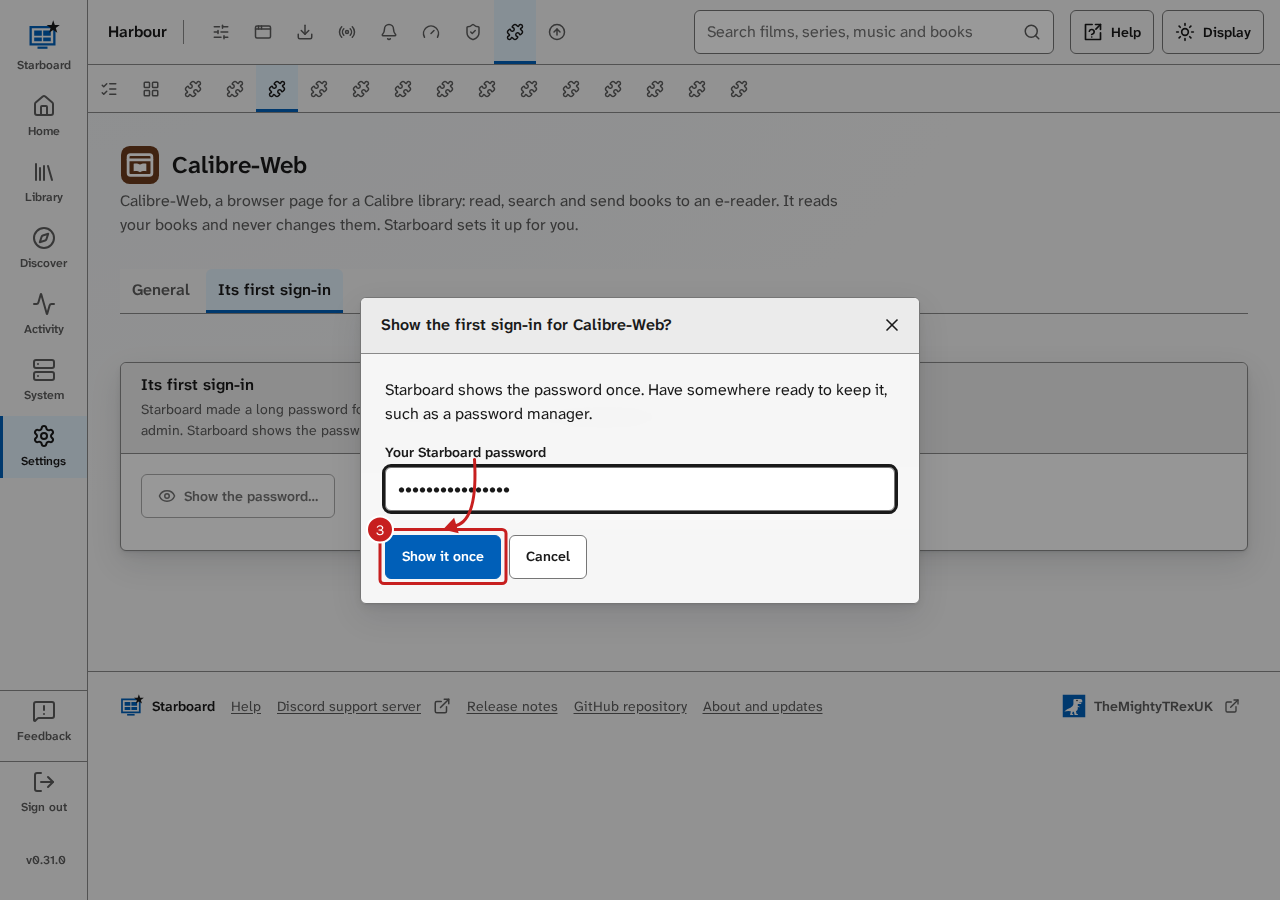 Starboard
Home
Library
Discover
Activity
System
Settings
Feedback
Sign out
v0.31.0
Harbour
Search films, series, music and books
Help
Display
Calibre-Web
Calibre-Web, a browser page for a Calibre library: read, search and send books to an e-reader. It reads
your books and never changes them. Starboard sets it up for you.
General
Its first sign-in
Its first sign-in
Starboard made a long password fo
admin. Starboard shows the passw
Show the password...
Show the first sign-in for Calibre-Web?
Starboard shows the password once. Have somewhere ready to keep it,
such as a password manager.
Your Starboard password
••••••••••••••••
3
Show it once
Cancel
Starboard
Help
Discord support server
Release notes
GitHub repository
About and updates
TheMightyTRexUK